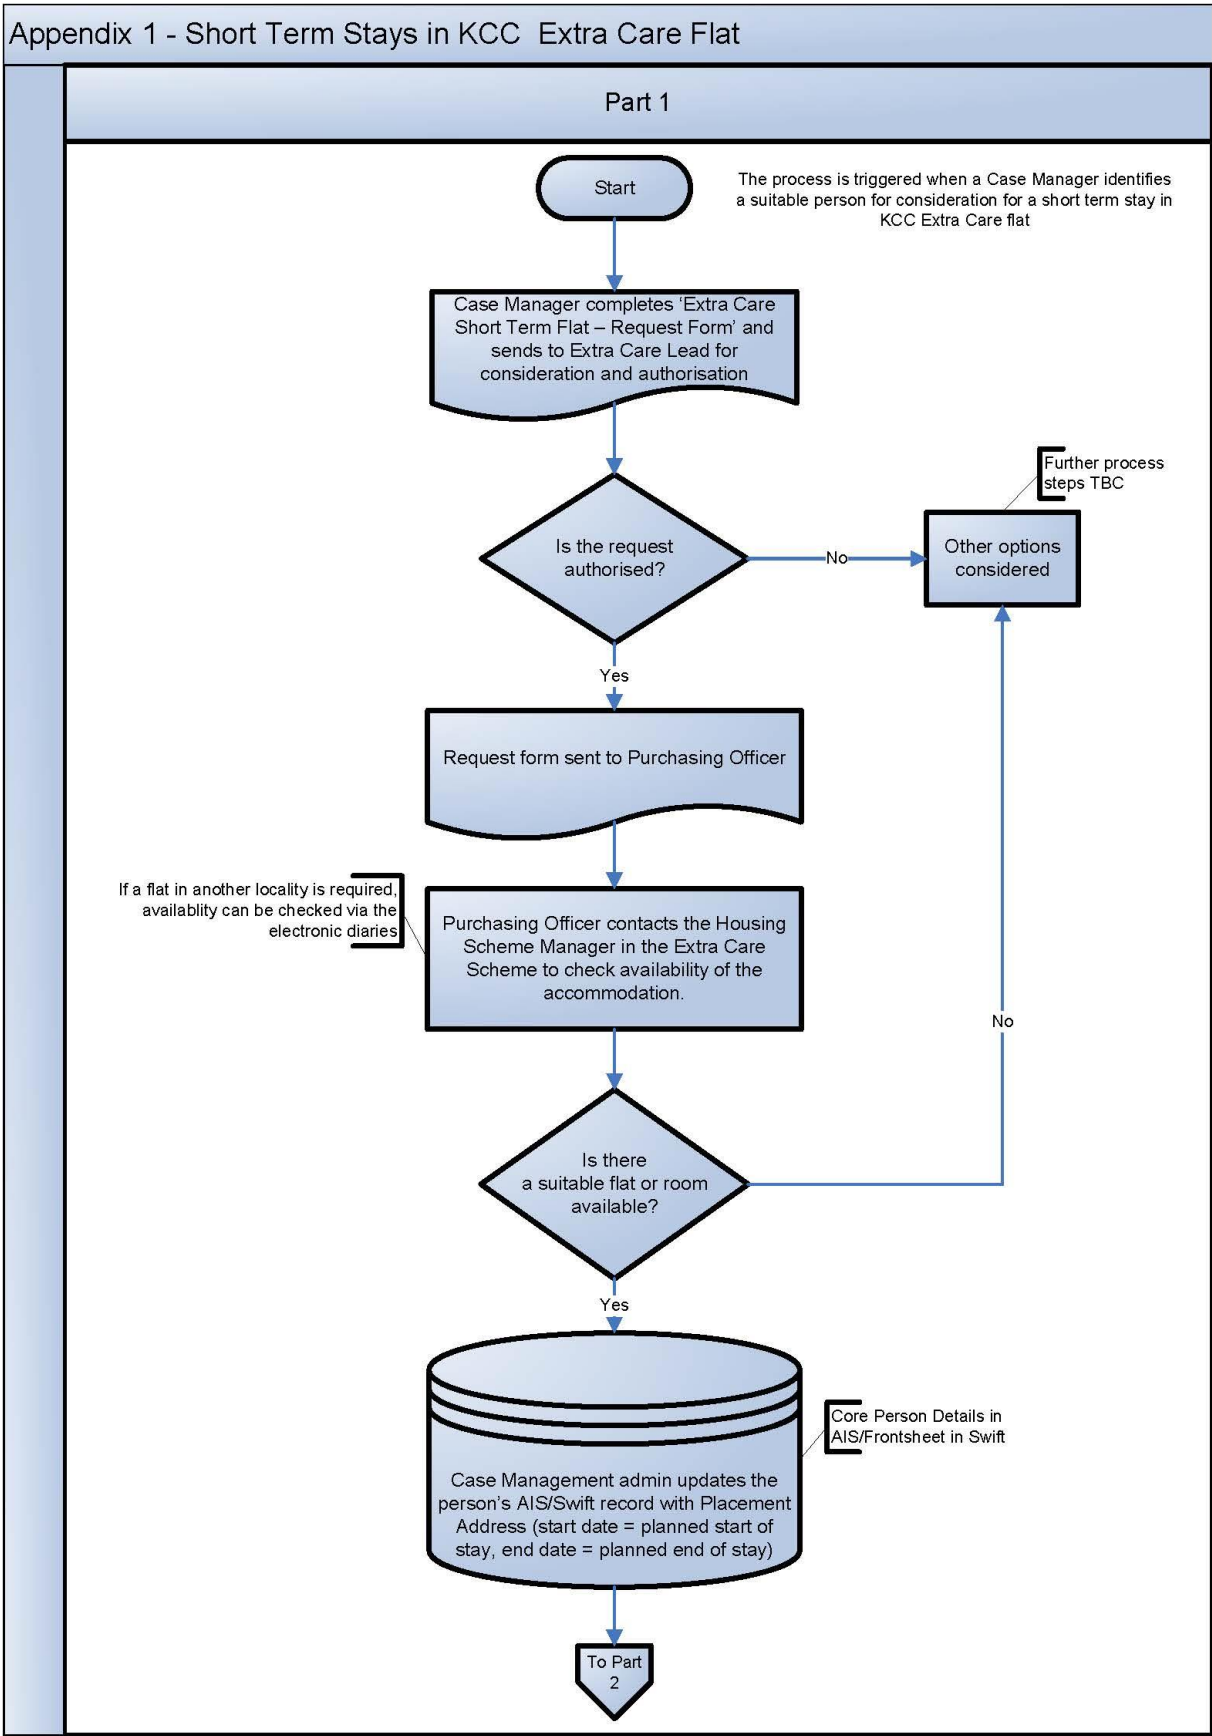 Appendix 1 - Short Term Stays in KCC Extra Care Flat
Part 1
Start
The process is triggered when a Case Manager identifies
a suitable person for consideration for a short term stay in
KCC Extra Care flat
Case Manager completes ‘Extra Care
Short Term Flat – Request Form’ and
sends to Extra Care Lead for
consideration and authorisation
Further process
steps TBC
Is the request
authorised?
No
Other options
considered
Yes
Request form sent to Purchasing Officer
If a flat in another locality is required,
availablity can be checked via the
electronic diaries
Purchasing Officer contacts the Housing
Scheme Manager in the Extra Care
Scheme to check availability of the
accommodation.
No
Is there
a suitable flat or room
available?
Yes
Core Person Details in
AIS/Frontsheet in Swift
Case Management admin updates the
person’s AIS/Swift record with Placement
Address (start date = planned start of
stay, end date = planned end of stay)
To Part
2